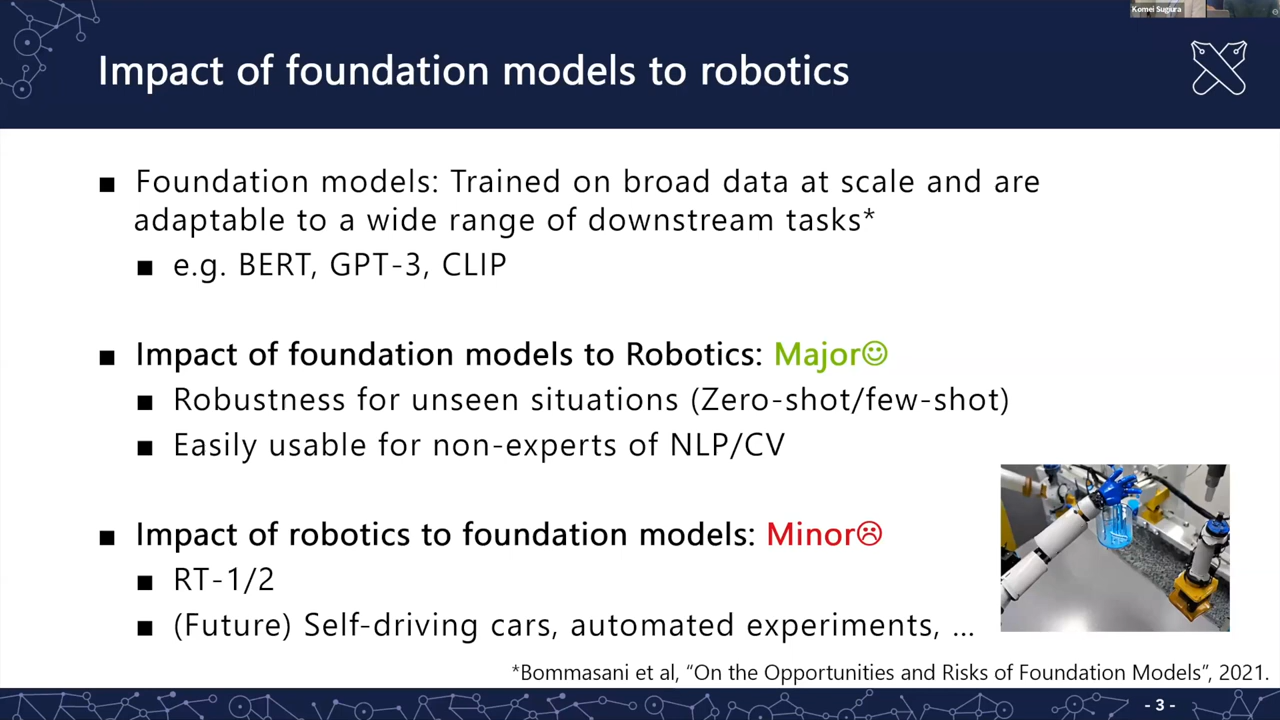 Komei Sugiura
Impact of foundation models to robotics
■ Foundation models: Trained on broad data at scale and are
adaptable to a wide range of downstream tasks*
■ e.g. BERT, GPT-3, CLIP
■ Impact of foundation models to Robotics: Major☺
■ Robustness for unseen situations (Zero-shot/few-shot)
■ Easily usable for non-experts of NLP/CV
■ Impact of robotics to foundation models: Minor☹
■ RT-1/2
■ (Future) Self-driving cars, automated experiments, ...
*Bommasani et al, “On the Opportunities and Risks of Foundation Models”, 2021.
- 3 -